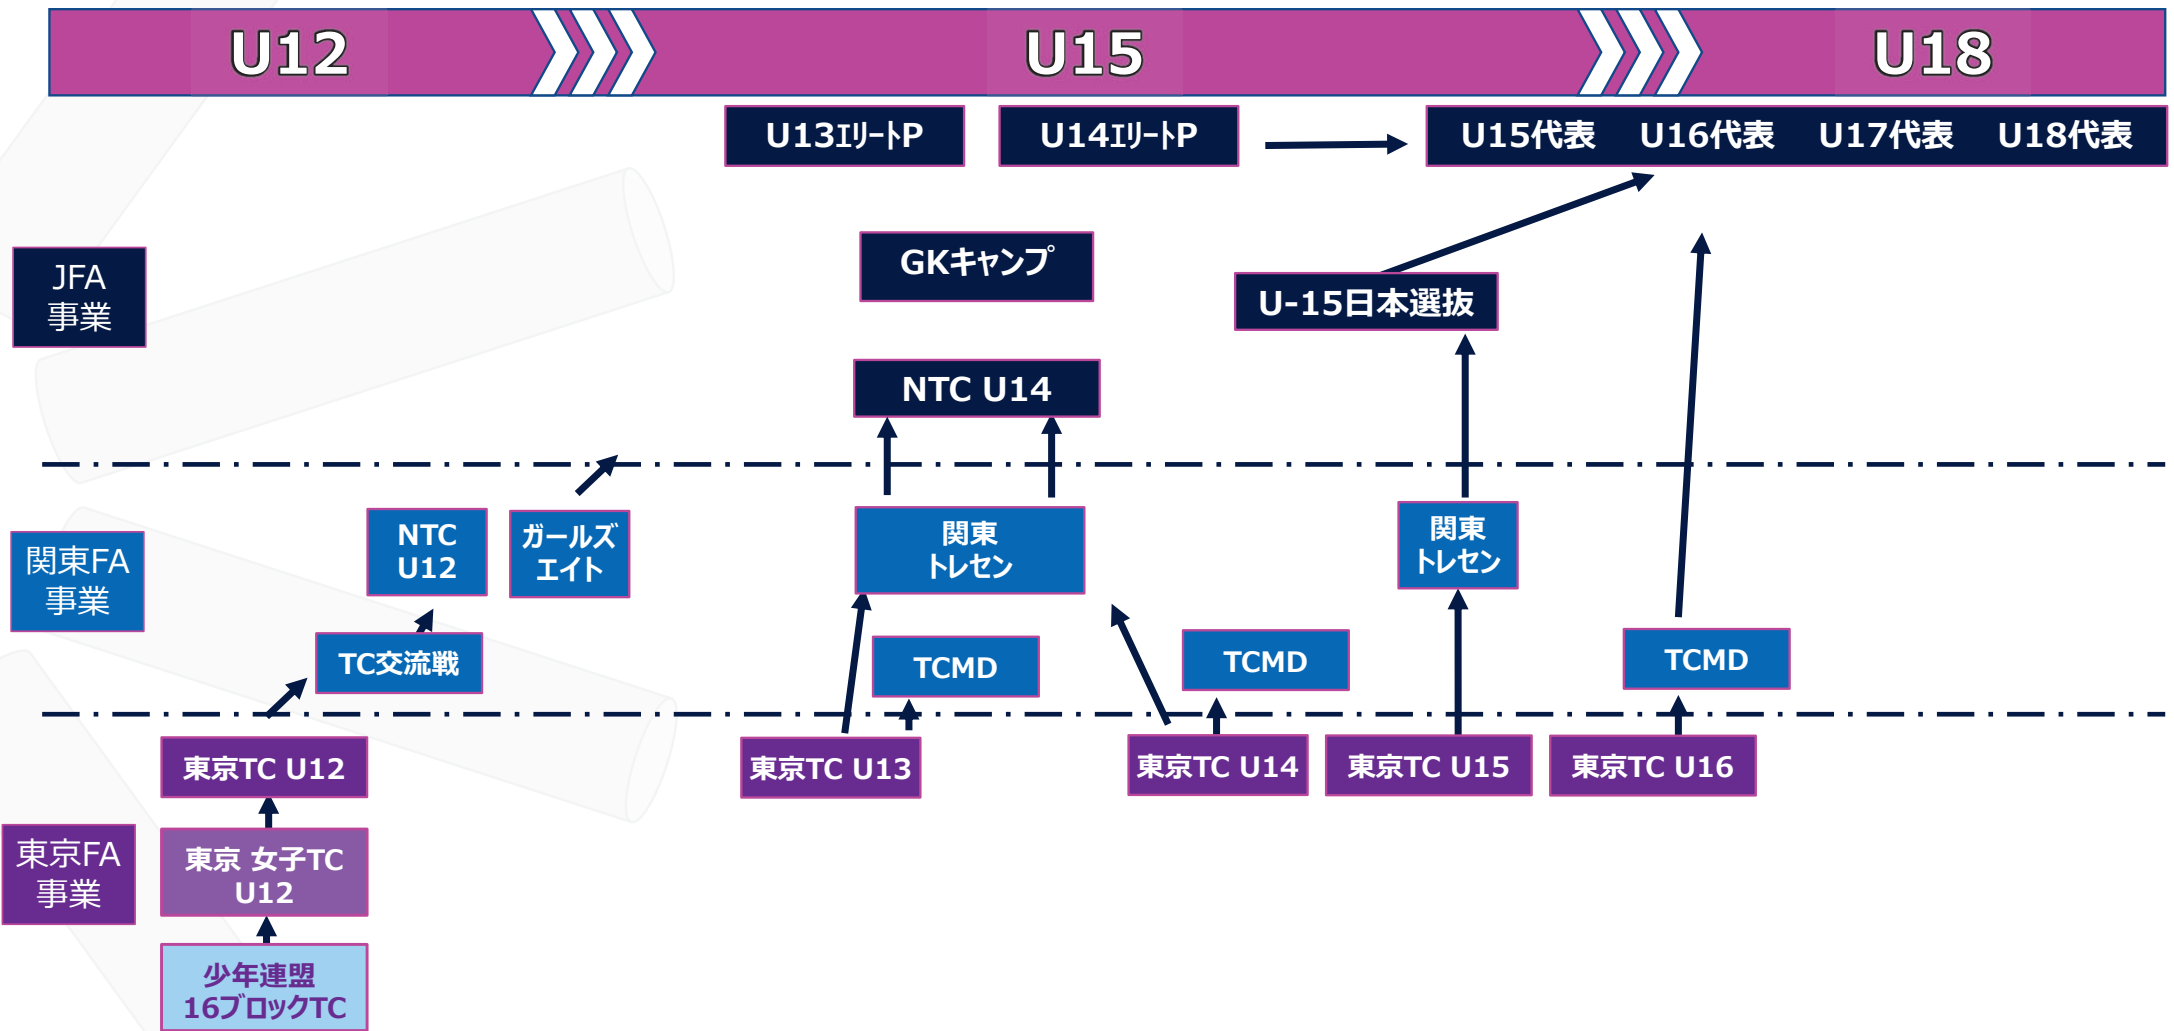 U12 U15 U18
U13ｴﾘｰﾄP U14ｴﾘｰﾄP U15代表 U16代表 U17代表 U18代表
JFA
事業
GKキャンプ
U-15日本選抜
NTC U14
関東FA
事業
NTC
U12
ガールズ
エイト
関東
トレセン
関東
トレセン
TC交流戦
TCMD
TCMD
TCMD
東京TC U12
東京TC U13
東京TC U14
東京TC U15
東京TC U16
東京FA
事業
東京 女子TC
U12
少年連盟
16ブロックTC